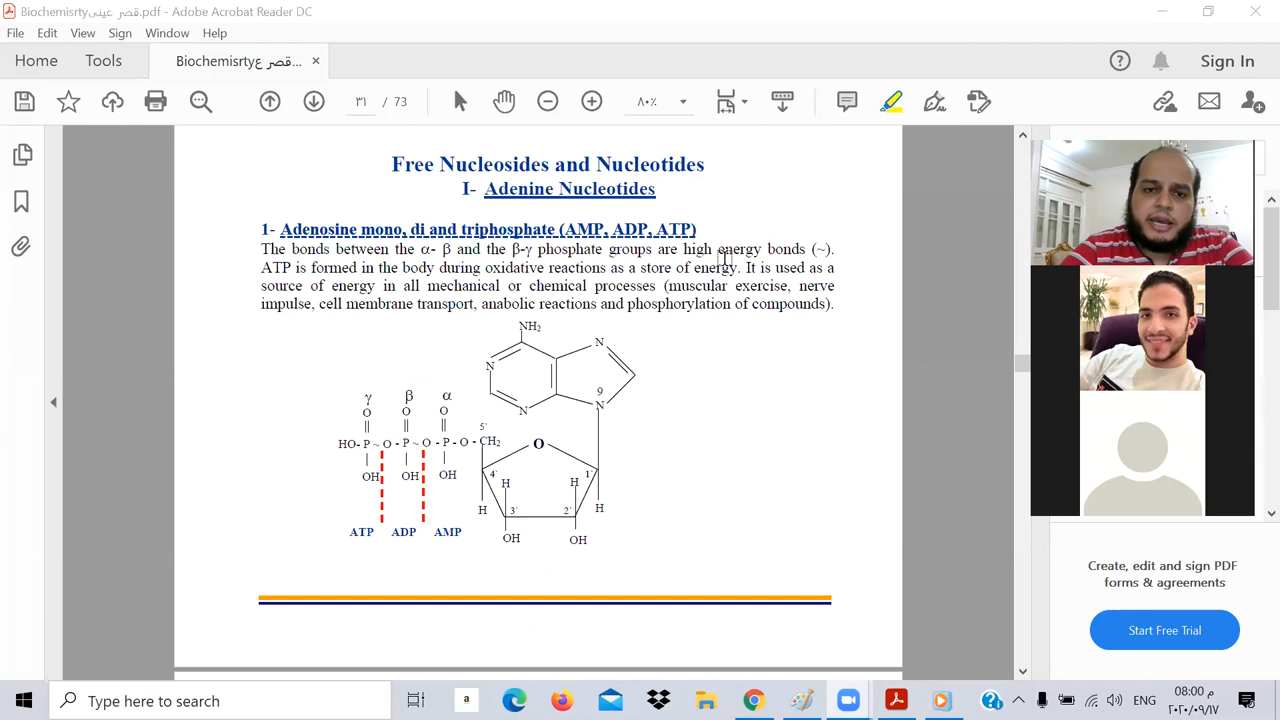 Biochemisrtyقصر عينى.pdf - Adobe Acrobat Reader DC
File Edit View Sign Window Help
Home Tools Biochemisrtyقصر ع... × Sign In
٣١ / 73 ٨٠٪
Free Nucleosides and Nucleotides
I- Adenine Nucleotides
1- Adenosine mono, di and triphosphate (AMP, ADP, ATP)
The bonds between the α- β and the β-γ phosphate groups are high energy bonds (~).
ATP is formed in the body during oxidative reactions as a store of energy. It is used as a
source of energy in all mechanical or chemical processes (muscular exercise, nerve
impulse, cell membrane transport, anabolic reactions and phosphorylation of compounds).
NH2
N N
N N
9
γ β α
O O O
5`
HO- P ~ O - P ~ O - P - O - CH2 O
OH OH OH
4` H H 1`
H 3` 2` H
OH OH
ATP ADP AMP
Create, edit and sign PDF
forms & agreements
Start Free Trial
Type here to search
a
ENG
08:00 م
٢٠٢٠/٠٩/١٧